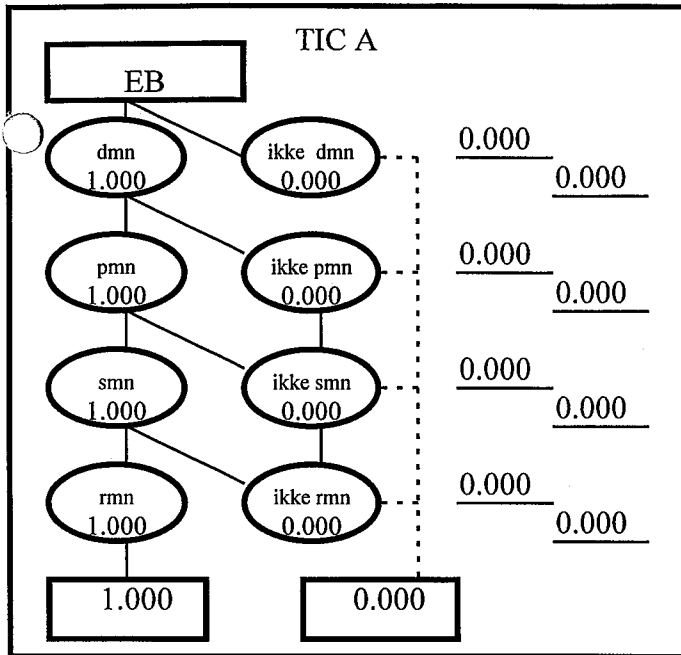 TIC A
EB
dmn ikke dmn 0.000
1.000 0.000 0.000
pmn ikke pmn 0.000
1.000 0.000 0.000
smn ikke smn 0.000
1.000 0.000 0.000
rmn ikke rmn 0.000
1.000 0.000 0.000
1.000 0.000